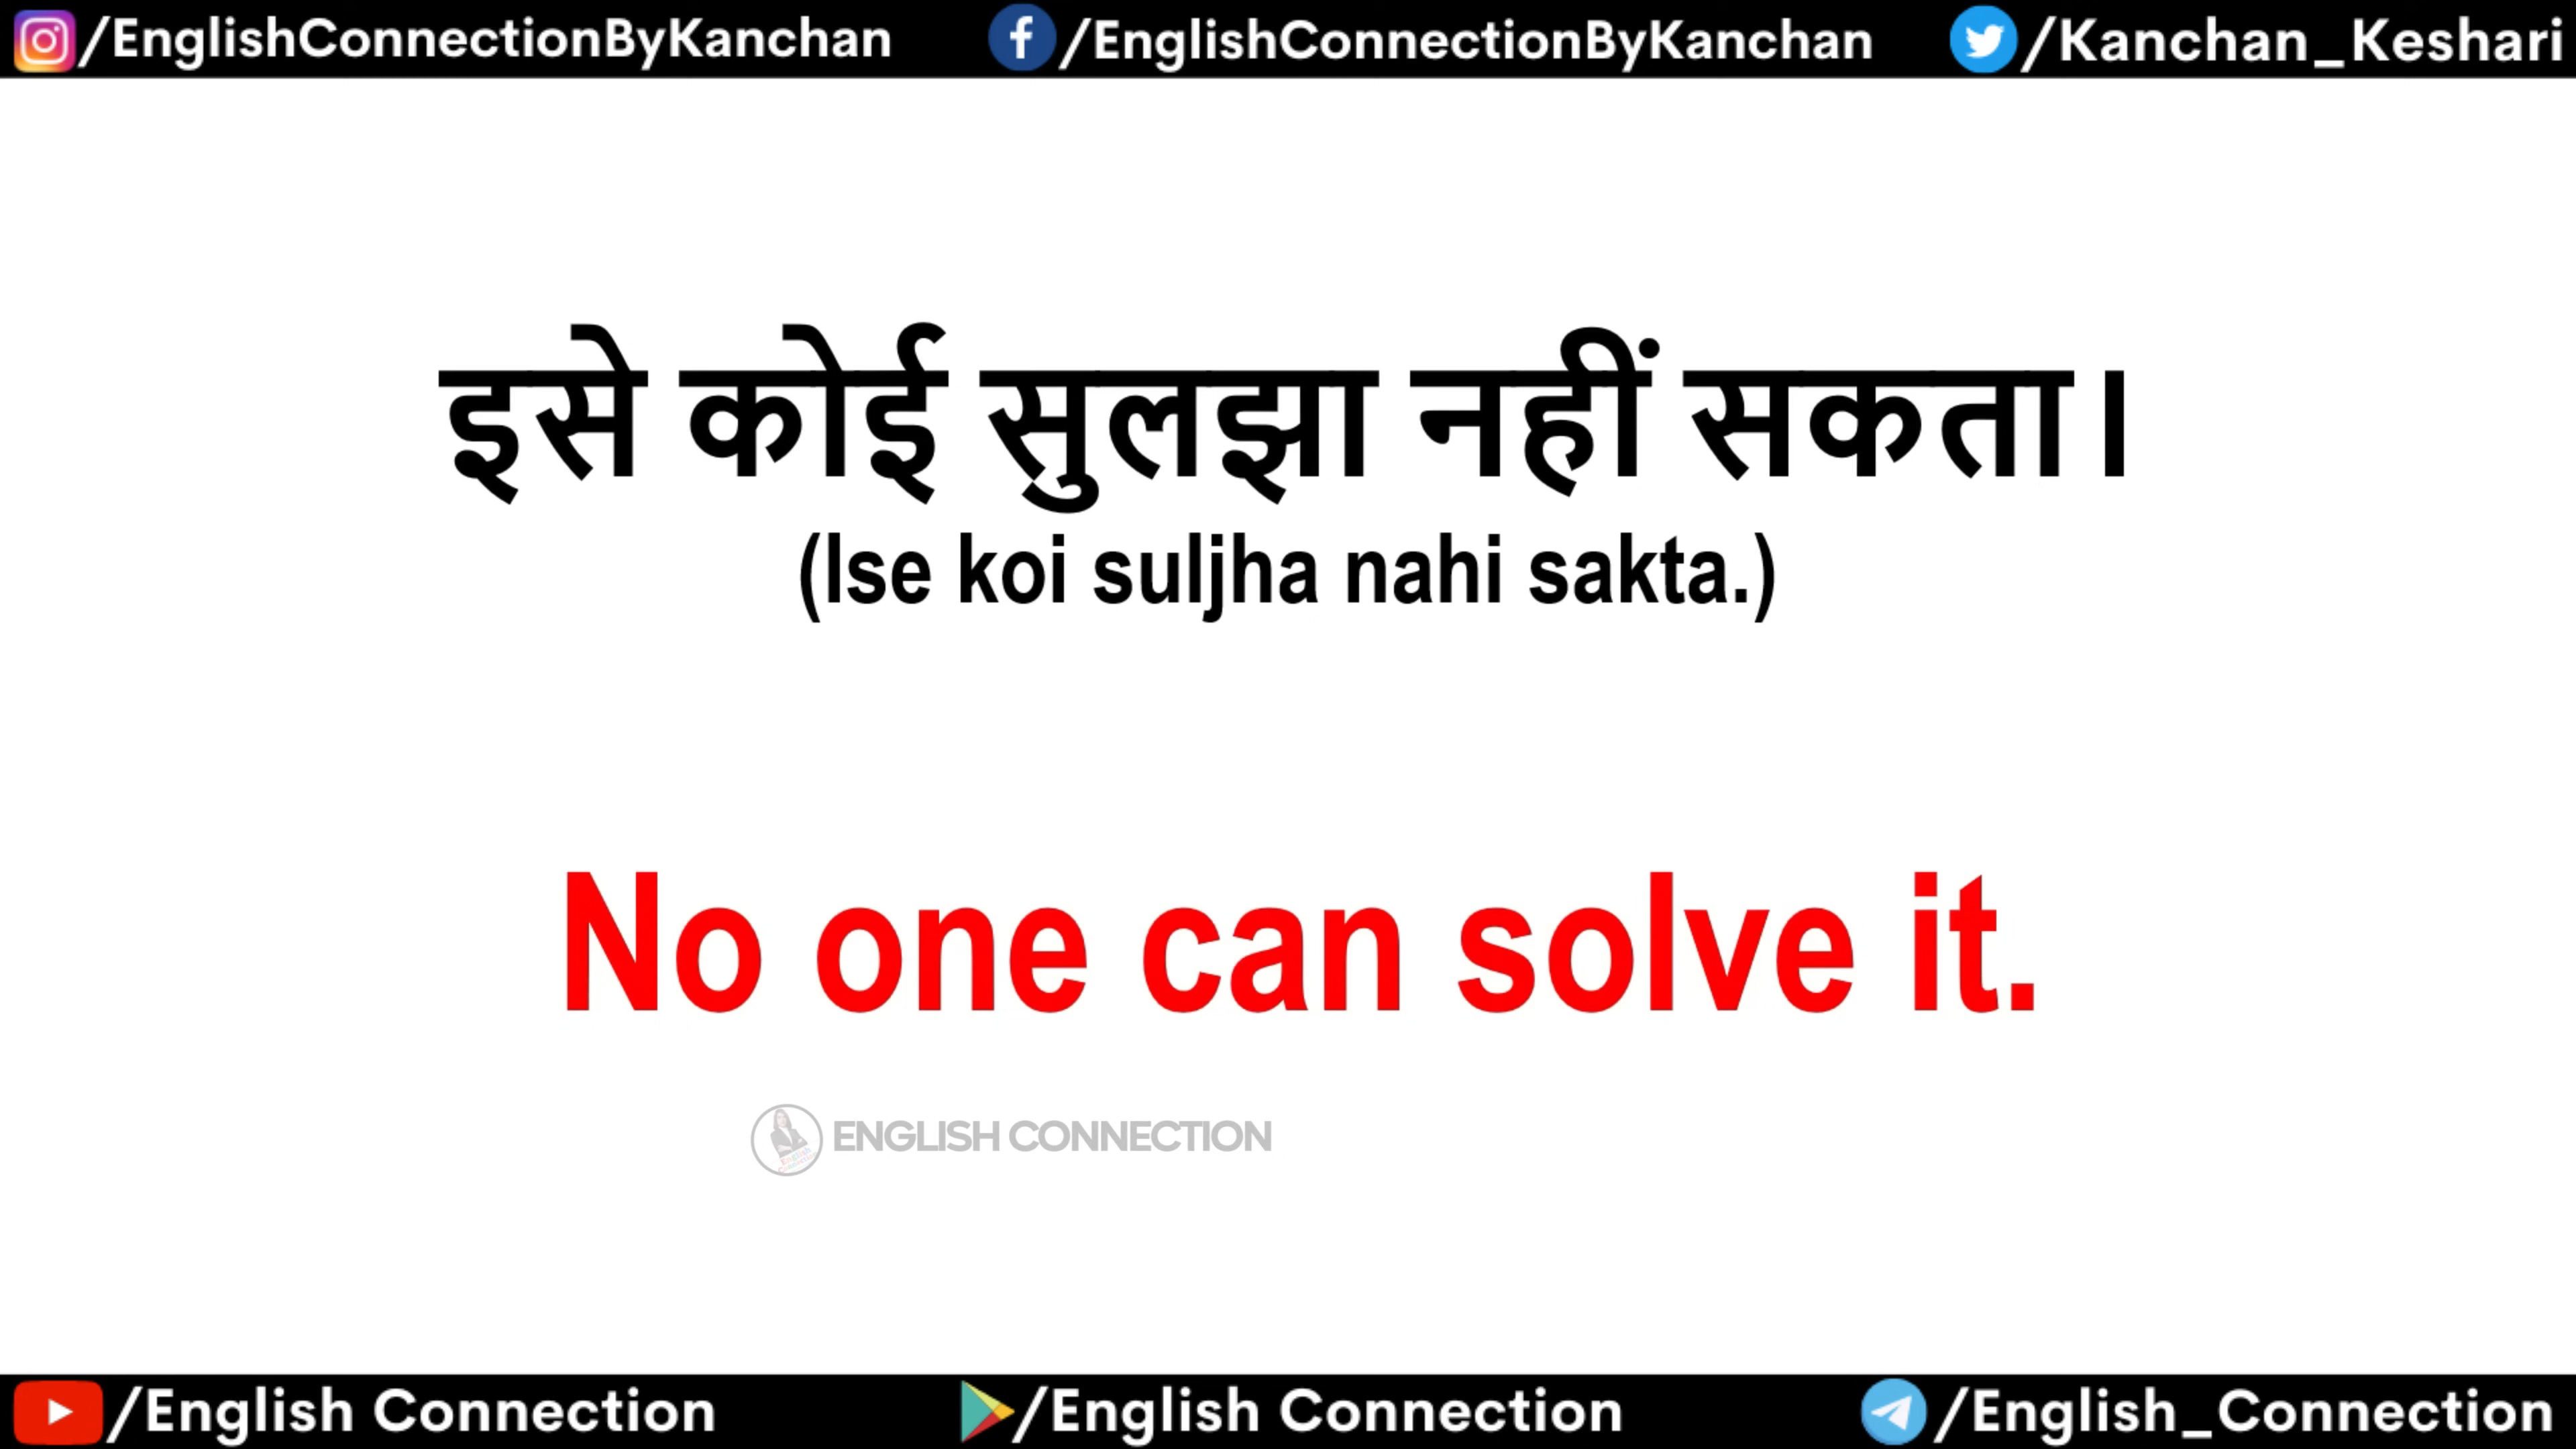 /EnglishConnectionByKanchan /EnglishConnectionByKanchan /Kanchan_Keshari
इसे कोई सुलझा नहीं सकता।
(Ise koi suljha nahi sakta.)
No one can solve it.
ENGLISH CONNECTION
/English Connection /English Connection /English_Connection